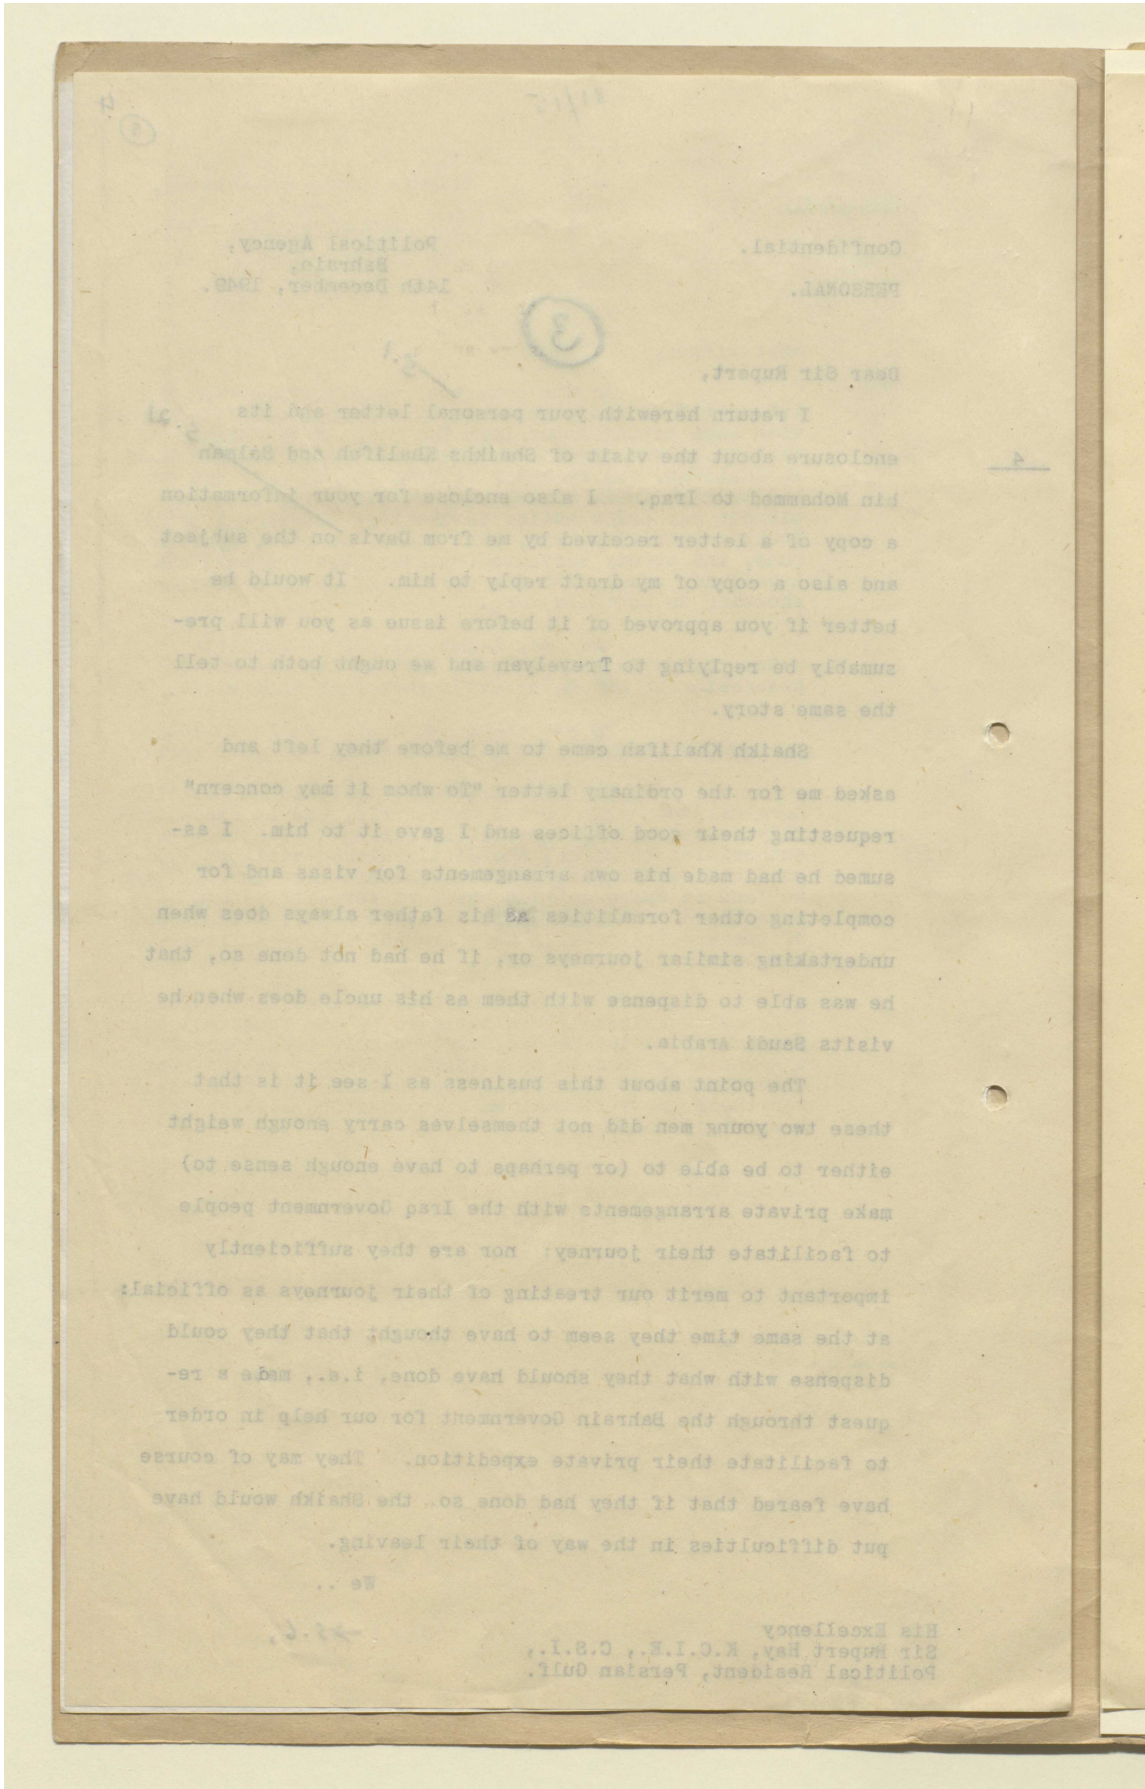 4
3
11/15
Confidential.
Political Agency,
Bahrain,
PERSONAL.
14th December, 1949.
3
S.1
Dear Sir Rupert,
I return herewith your personal letter and its
S.21
enclosure about the visit of Shaikhs Khalifah and Salman
4
bin Mohammed to Iraq. I also enclose for your information
a copy of a letter received by me from Davis on the subject
and also a copy of my draft reply to him. It would be
better if you approved of it before issue as you will pre-
sumably be replying to Trevelyan and we ought both to tell
the same story.
Shaikh Khalifah came to me before they left and
asked me for the ordinary letter "To whom it may concern"
requesting their good offices and I gave it to him. I as-
sumed he had made his own arrangements for visas and for
completing other formalities as his father always does when
undertaking similar journeys or, if he had not done so, that
he was able to dispense with them as his uncle does when he
visits Saudi Arabia.
The point about this business as I see it is that
these two young men did not themselves carry enough weight
either to be able to (or perhaps to have enough sense to)
make private arrangements with the Iraq Government people
to facilitate their journey: nor are they sufficiently
important to merit our treating of their journeys as official:
at the same time they seem to have thought that they could
dispense with what they should have done, i.e., made a re-
quest through the Bahrain Government for our help in order
to facilitate their private expedition. They may of course
have feared that if they had done so the Shaikh would have
put difficulties in the way of their leaving.
We ..
His Excellency
Sir Rupert Hay, K.C.I.E., C.S.I.,
Political Resident, Persian Gulf.